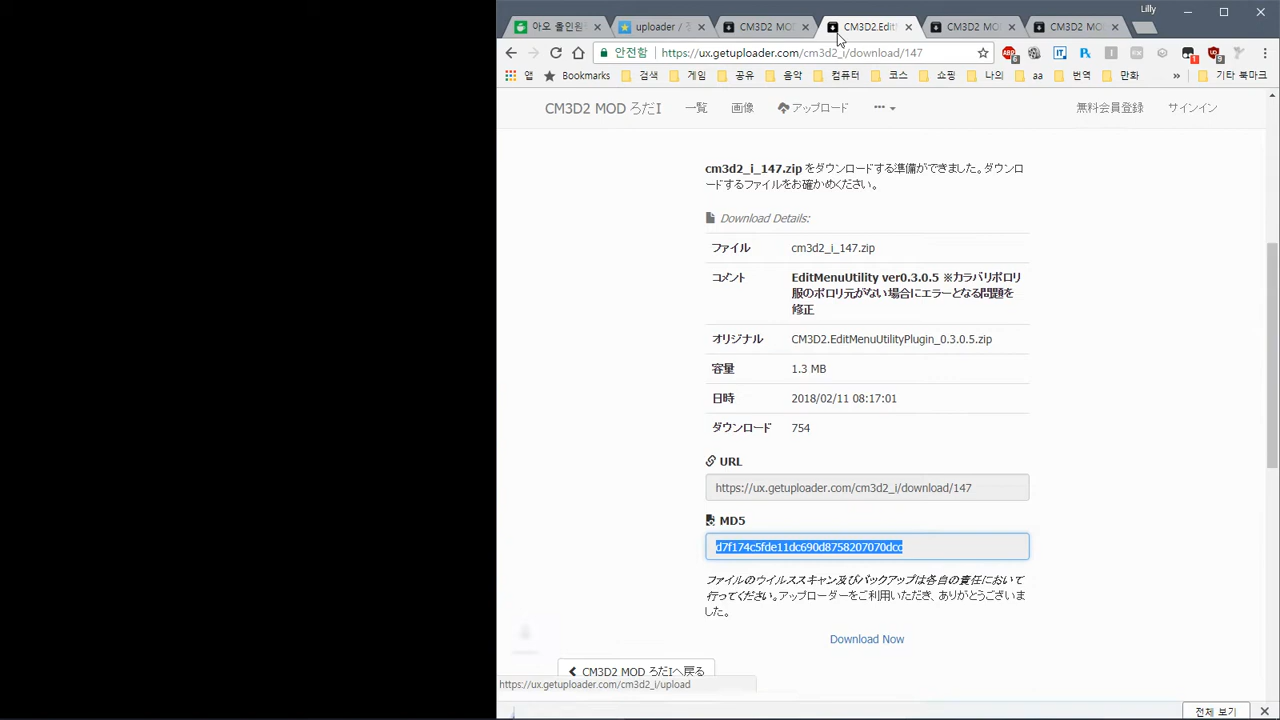 Lilly
아오 올인원
uploader / 
CM3D2 MO
CM3D2.Edit
CM3D2 MO
CM3D2 MO
안전함 https://ux.getuploader.com/cm3d2_i/download/147
앱 Bookmarks 검색 게임 공유 음악 컴퓨터 코스 쇼핑 나의 aa 번역 만화 » 기타 북마크
CM3D2 MOD ろだI 一覧 画像 アップロード ••• 無料会員登録 サインイン
cm3d2_i_147.zip をダウンロードする準備ができました。ダウンロ
ードするファイルをお確かめください。
Download Details:
ファイル cm3d2_i_147.zip
コメント EditMenuUtility ver0.3.0.5 ※カラバリポロリ
服のポロリ元がない場合にエラーとなる問題を
修正
オリジナル CM3D2.EditMenuUtilityPlugin_0.3.0.5.zip
容量 1.3 MB
日時 2018/02/11 08:17:01
ダウンロード 754
URL
https://ux.getuploader.com/cm3d2_i/download/147
MD5
d7f174c5fde11dc690d8758207070dcc
ファイルのウイルススキャン及びバックアップは各自の責任において
行ってください。アップローダーをご利用いただき、ありがとうございま
した。
Download Now
CM3D2 MOD ろだIへ戻る
https://ux.getuploader.com/cm3d2_i/upload
전체 보기